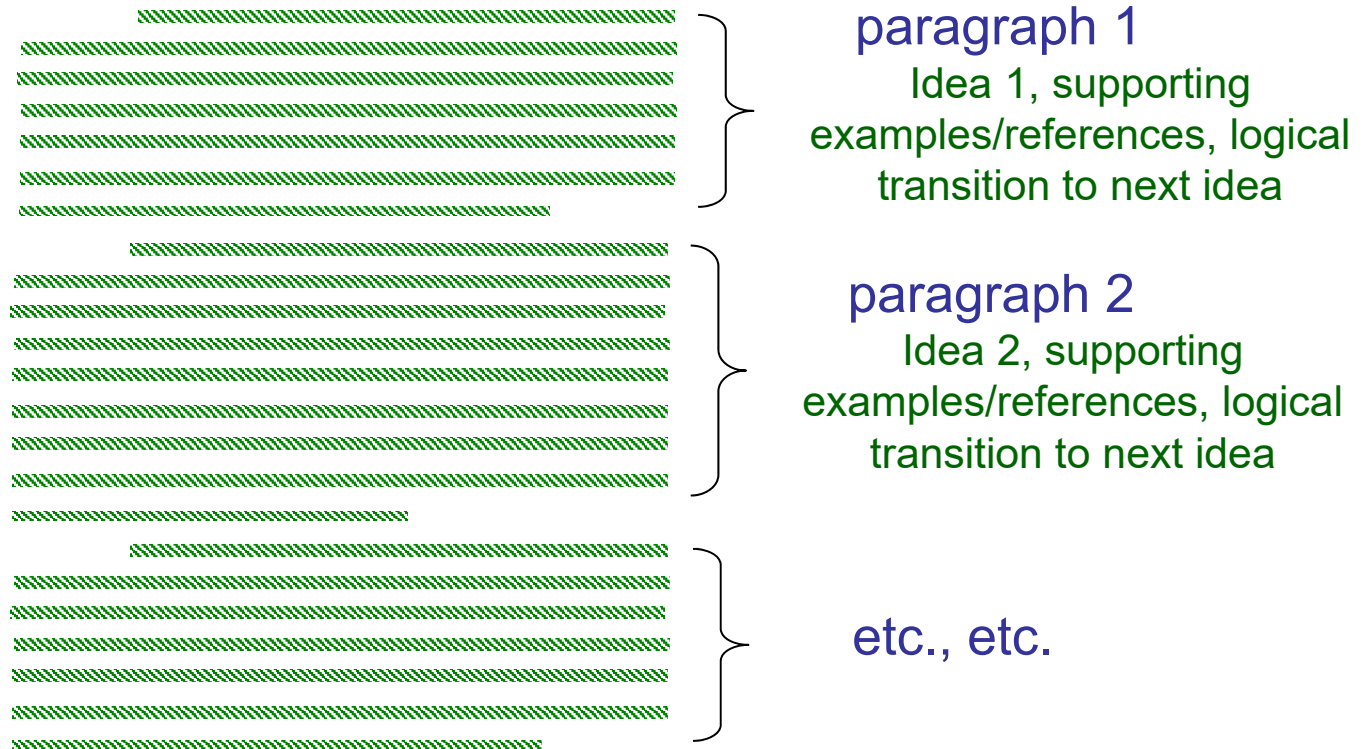 paragraph 1
Idea 1, supporting
examples/references, logical
transition to next idea
paragraph 2
Idea 2, supporting
examples/references, logical
transition to next idea
etc., etc.